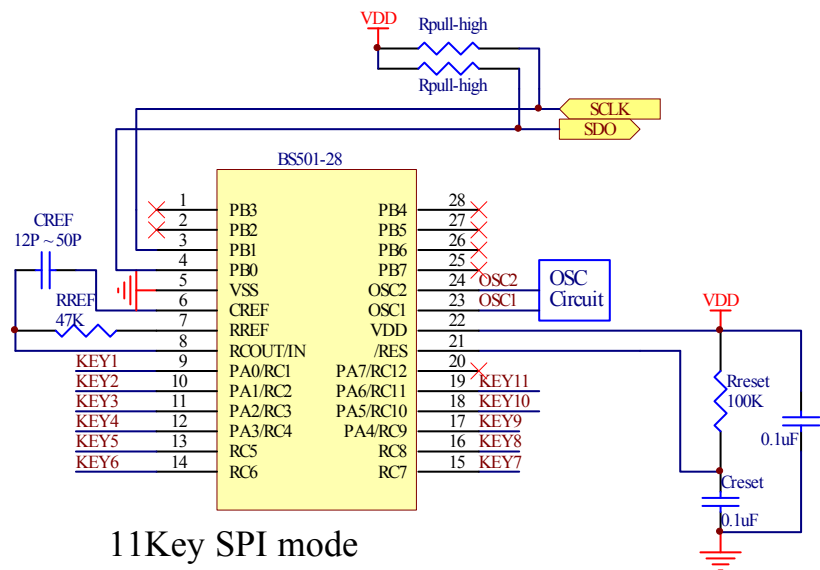 VDD
Rpull-high
Rpull-high
SCLK
SDO
BS501-28
1 PB3 PB4 28
2 PB2 PB5 27
3 PB1 PB6 26
4 PB0 PB7 25
5 VSS OSC2 24 OSC2
6 CREF OSC1 23 OSC1
7 RREF VDD 22
8 RCOUT/IN /RES 21
KEY1 9 PA0/RC1 PA7/RC12 20
KEY2 10 PA1/RC2 PA6/RC11 19 KEY11
KEY3 11 PA2/RC3 PA5/RC10 18 KEY10
KEY4 12 PA3/RC4 PA4/RC9 17 KEY9
KEY5 13 RC5 RC8 16 KEY8
KEY6 14 RC6 RC7 15 KEY7
CREF
12P ~ 50P
RREF
47K
OSC
Circuit
VDD
Rreset
100K
0.1uF
Creset
0.1uF
11Key SPI mode